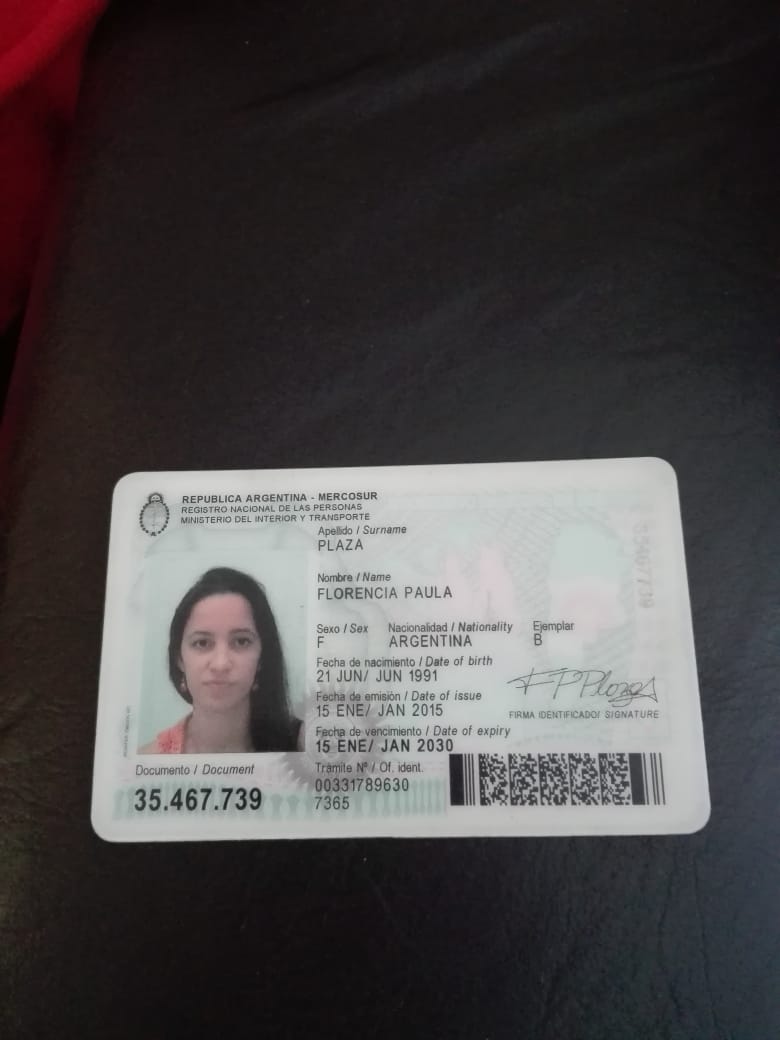 REPUBLICA ARGENTINA - MERCOSUR
REGISTRO NACIONAL DE LAS PERSONAS
MINISTERIO DEL INTERIOR Y TRANSPORTE
Apellido / Surname
PLAZA
Nombre / Name
FLORENCIA PAULA
Sexo / Sex Nacionalidad / Nationality Ejemplar
F ARGENTINA B
Fecha de nacimiento / Date of birth
21 JUN/ JUN 1991
Fecha de emisión / Date of issue
15 ENE/ JAN 2015
FIRMA IDENTIFICADO/ SIGNATURE
Fecha de vencimiento / Date of expiry
15 ENE/ JAN 2030
Documento / Document
35.467.739
Trámite Nº / Of. ident.
00331789630
7365